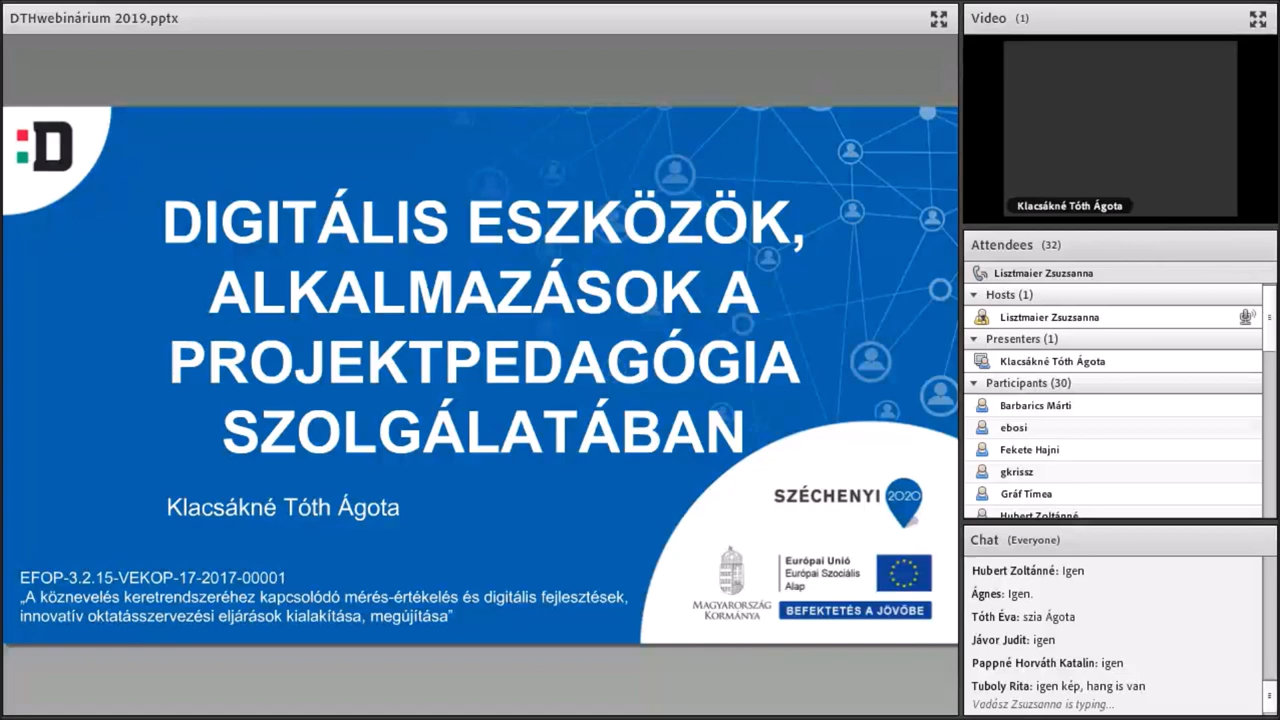 DTHwebinárium 2019.pptx
:D
DIGITÁLIS ESZKÖZÖK,
ALKALMAZÁSOK A
PROJEKTPEDAGÓGIA
SZOLGÁLATÁBAN
Klacsákné Tóth Ágota
EFOP-3.2.15-VEKOP-17-2017-00001
„A köznevelés keretrendszeréhez kapcsolódó mérés-értékelés és digitális fejlesztések,
innovatív oktatásszervezési eljárások kialakítása, megújítása”
SZÉCHENYI 2020
MAGYARORSZÁG
KORMÁNYA
Európai Unió
Európai Szociális
Alap
BEFEKTETÉS A JÖVŐBE
Video (1)
Klacsákné Tóth Ágota
Attendees (32)
Lisztmaier Zsuzsanna
Hosts (1)
Lisztmaier Zsuzsanna
Presenters (1)
Klacsákné Tóth Ágota
Participants (30)
Barbarics Márti
ebosi
Fekete Hajni
gkrissz
Gráf Tímea
Hubert Zoltánné
Chat (Everyone)
Hubert Zoltánné: Igen
Ágnes: Igen.
Tóth Éva: szia Ágota
Jávor Judit: igen
Pappné Horváth Katalin: igen
Tuboly Rita: igen kép, hang is van
Vadász Zsuzsanna is typing...